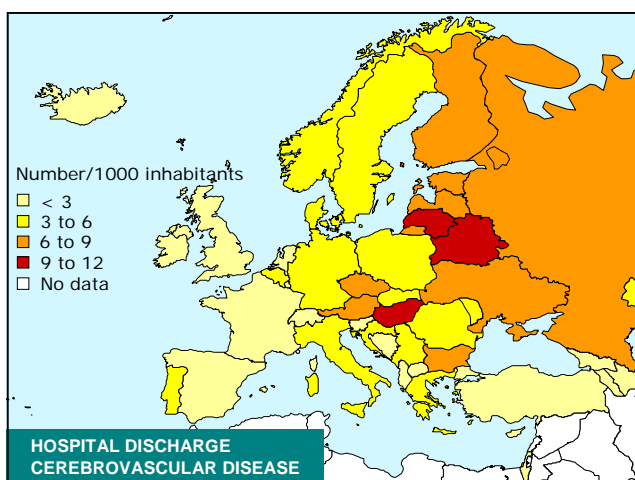 Number/1000 inhabitants
< 3
3 to 6
6 to 9
9 to 12
No data
HOSPITAL DISCHARGE
CEREBROVASCULAR DISEASE